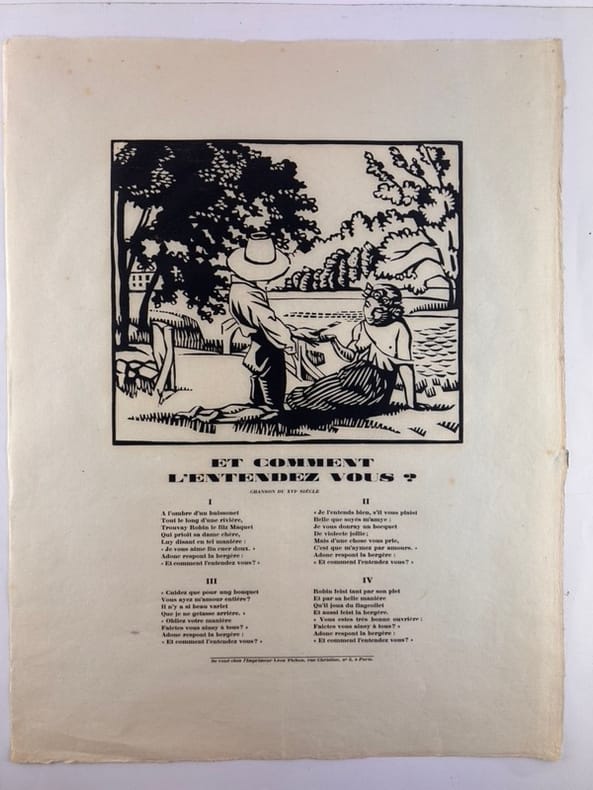 ET COMMENT
L'ENTENDEZ VOUS ?
CHANSON DU XVIᵉ SIÈCLE
I
A l'ombre d'un buissonet
Tout le long d'une rivière,
Trouvay Robin le filz Maquet
Qui prioit sa dame chère,
Luy disant en tel manière :
« Je vous aime fin cuer doux. »
Adonc respont la bergère :
« Et comment l'entendez vous ? »
II
« Je l'entends bien, s'il vous plaist
Belle que soyés m'amye ;
Je vous donray un bocquet
De violecte jollie ;
Mais d'une chose vous prie,
C'est que m'aymez par amours. »
Adonc respont la bergère :
« Et comment l'entendez vous ? »
III
« Cuidez que pour ung bouquet
Vous ayez m'amour entière ?
Il n'y a si beau varlet
Que je ne getasse arrière. »
« Obliez votre manière
Faictes vous ainsy à tous ? »
Adonc respont la bergère :
« Et comment l'entendez vous ? »
IV
Robin feist tant par son plet
Et par sa belle manière
Qu'il joua du flageollet
Et aussi feist la bergère.
« Vous estes très bonne ouvrière ;
Faictes vous ainsy à tous ? »
Adonc respont la bergère :
« Et comment l'entendez vous ? »
Se vend chez l'Imprimeur Léon Pichon, rue Christine, nº 5, à Paris.